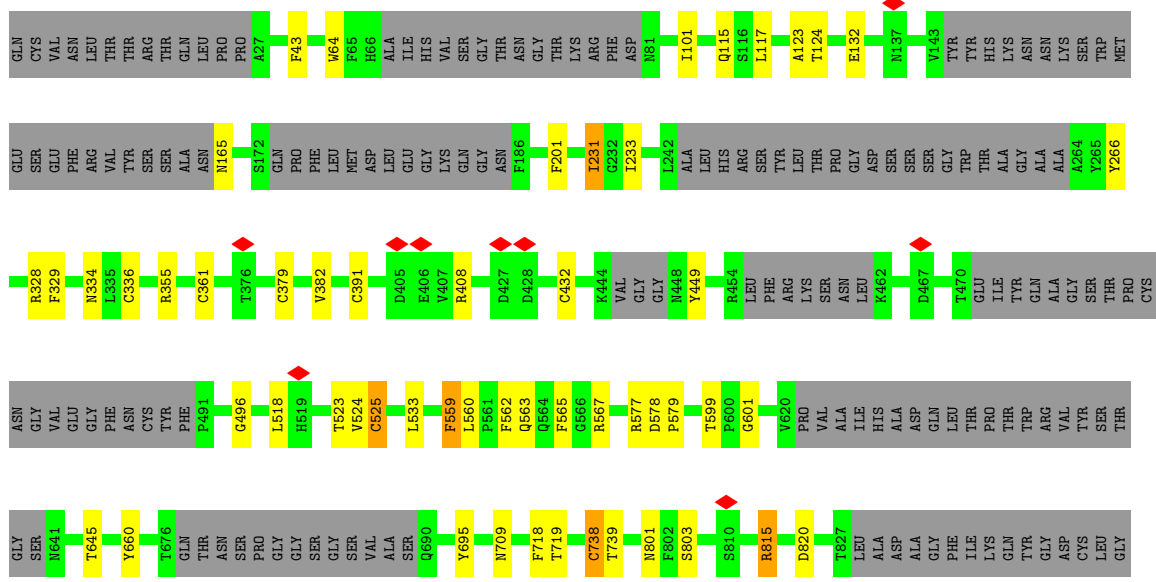 GLN CYS VAL ASN LEU THR THR ARG THR GLN LEU PRO PRO A27 F43 W64 F65 H66 ALA ILE HIS VAL SER GLY THR ASN GLY THR LYS ARG PHE ASP N81 I101 Q115 S116 L117 A123 T124 E132 N137 V143 TYR TYR HIS LYS ASN ASN LYS SER TRP MET
GLU SER GLU PHE ARG VAL TYR SER SER ALA ASN N165 S172 GLN PRO PHE LEU MET ASP LEU GLU GLY LYS GLN GLY ASN F186 F201 I231 G232 I233 L242 ALA LEU HIS ARG SER TYR LEU THR PRO GLY ASP SER SER SER GLY TRP THR ALA GLY ALA ALA A264 Y265 Y266
R328 F329 N334 L335 C336 R355 C361 T376 C379 V382 C391 D405 E406 V407 R408 D427 D428 C432 K444 VAL GLY GLY N448 Y449 R454 LEU PHE ARG LYS SER ASN LEU K462 D467 T470 GLU ILE TYR GLN ALA GLY SER THR PRO CYS
ASN GLY VAL GLU GLY PHE ASN CYS TYR PHE P491 G496 L518 H519 T523 V524 C525 L533 F559 L560 P561 F562 Q563 Q564 F565 G566 R567 R577 D578 P579 T599 P600 G601 V620 PRO VAL ALA ILE HIS ALA ASP GLN LEU THR PRO THR TRP ARG VAL TYR SER THR
GLY SER N641 T645 Y660 T676 GLN THR ASN SER PRO GLY GLY SER GLY SER VAL ALA SER Q690 Y695 N709 F718 T719 C738 T739 N801 F802 S803 S810 R815 D820 T827 LEU ALA ASP ALA GLY PHE ILE LYS GLN TYR GLY ASP CYS LEU GLY